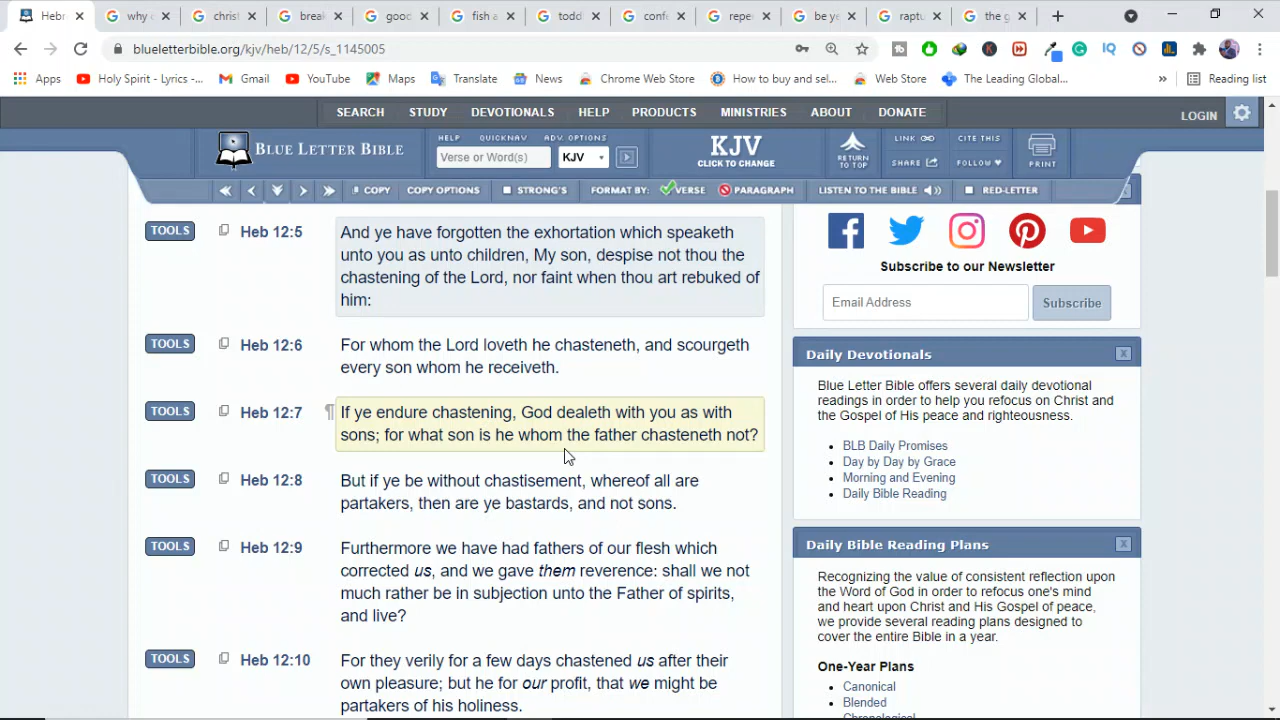 Hebr
why c
christ
break
good
fish a
todd
confe
repe
be ye
raptu
the g
blueletterbible.org/kjv/heb/12/5/s_1145005
Apps
Holy Spirit - Lyrics -...
Gmail
YouTube
Maps
Translate
News
Chrome Web Store
How to buy and sel...
Web Store
The Leading Global...
»
Reading list
SEARCH
STUDY
DEVOTIONALS
HELP
PRODUCTS
MINISTRIES
ABOUT
DONATE
LOGIN
BLUE LETTER BIBLE
HELP
QUICKNAV
ADV. OPTIONS
Verse or Word(s)
KJV
KJV
CLICK TO CHANGE
RETURN
TO TOP
LINK
CITE THIS
SHARE
FOLLOW
PRINT
COPY
COPY OPTIONS
STRONG'S
FORMAT BY:
VERSE
PARAGRAPH
LISTEN TO THE BIBLE
RED-LETTER
TOOLS
Heb 12:5
And ye have forgotten the exhortation which speaketh
unto you as unto children, My son, despise not thou the
chastening of the Lord, nor faint when thou art rebuked of
him:
TOOLS
Heb 12:6
For whom the Lord loveth he chasteneth, and scourgeth
every son whom he receiveth.
TOOLS
Heb 12:7
¶
If ye endure chastening, God dealeth with you as with
sons; for what son is he whom the father chasteneth not?
TOOLS
Heb 12:8
But if ye be without chastisement, whereof all are
partakers, then are ye bastards, and not sons.
TOOLS
Heb 12:9
Furthermore we have had fathers of our flesh which
corrected us, and we gave them reverence: shall we not
much rather be in subjection unto the Father of spirits,
and live?
TOOLS
Heb 12:10
For they verily for a few days chastened us after their
own pleasure; but he for our profit, that we might be
partakers of his holiness.
Subscribe to our Newsletter
Email Address
Subscribe
Daily Devotionals
X
Blue Letter Bible offers several daily devotional
readings in order to help you refocus on Christ and
the Gospel of His peace and righteousness.
BLB Daily Promises
Day by Day by Grace
Morning and Evening
Daily Bible Reading
Daily Bible Reading Plans
X
Recognizing the value of consistent reflection upon
the Word of God in order to refocus one's mind
and heart upon Christ and His Gospel of peace,
we provide several reading plans designed to
cover the entire Bible in a year.
One-Year Plans
Canonical
Blended
Chronological